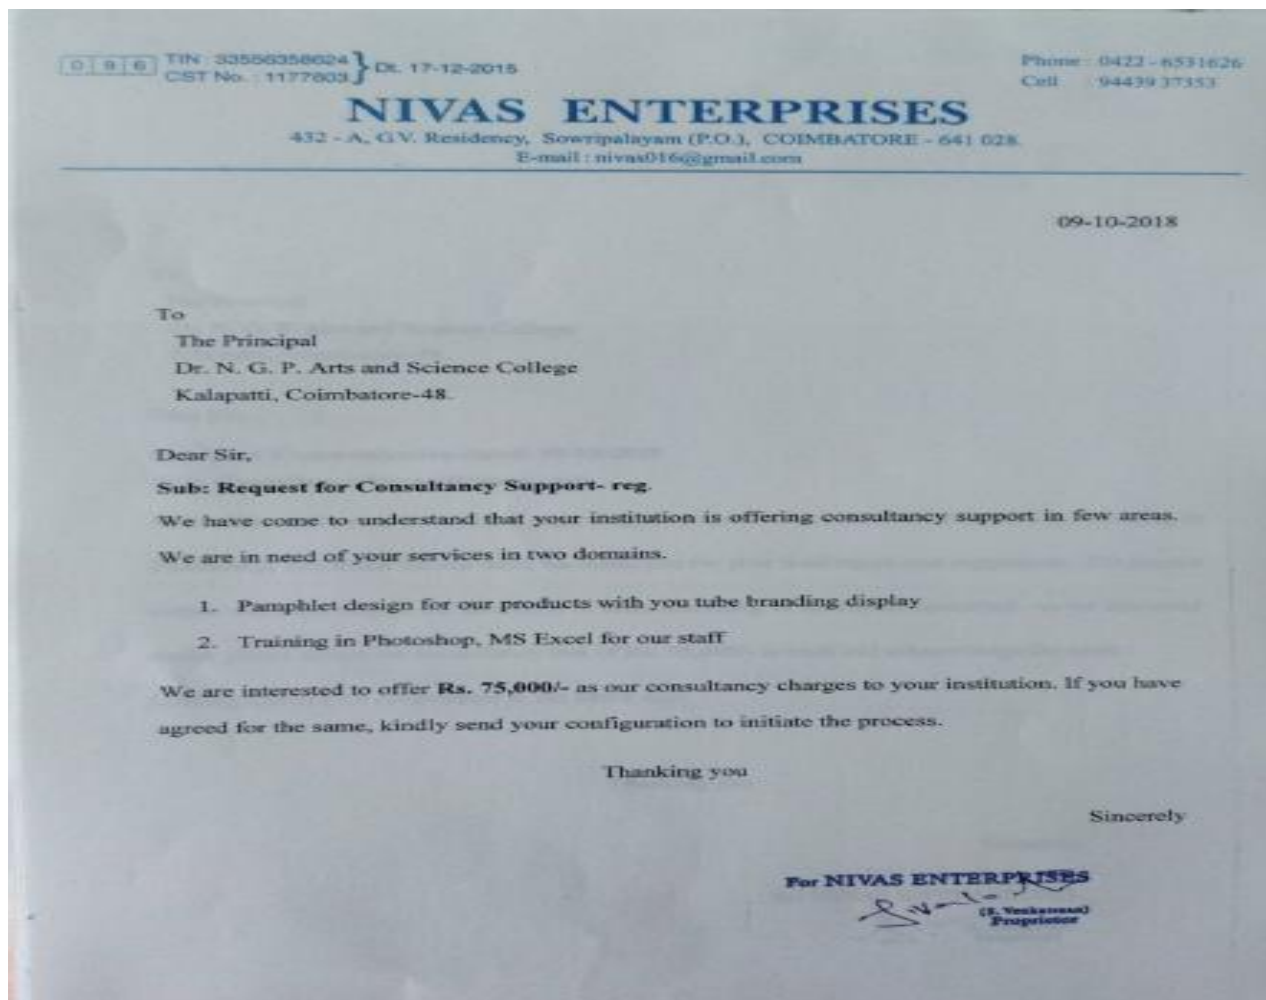 0 9 6 TIN : 33556358624 } Dt. 17-12-2015
CST No. : 1177603
Phone : 0422 - 6531626
Cell : 94439 37353
NIVAS ENTERPRISES
432 - A, G.V. Residency, Sowripalayam (P.O.), COIMBATORE - 641 028.
E-mail : nivas016@gmail.com
09-10-2018
To
The Principal
Dr. N. G. P. Arts and Science College
Kalapatti, Coimbatore-48.
Dear Sir,
Sub: Request for Consultancy Support- reg.
We have come to understand that your institution is offering consultancy support in few areas.
We are in need of your services in two domains.
1. Pamphlet design for our products with you tube branding display
2. Training in Photoshop, MS Excel for our staff
We are interested to offer Rs. 75,000/- as our consultancy charges to your institution. If you have
agreed for the same, kindly send your configuration to initiate the process.
Thanking you
Sincerely
For NIVAS ENTERPRISES
Proprietor